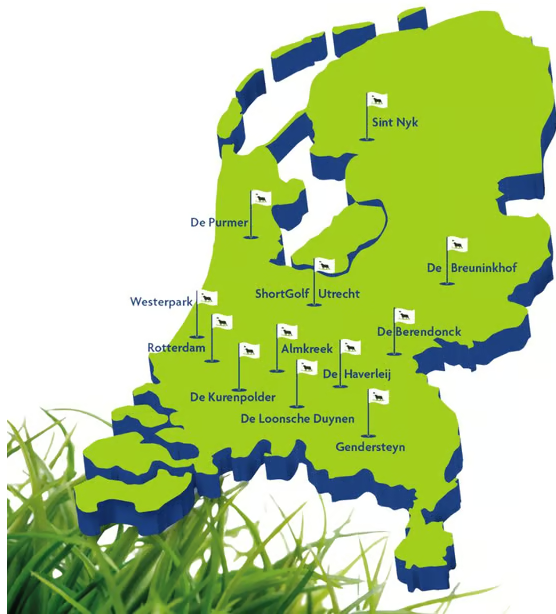 Sint Nyk
De Purmer
De Breuninkhof
ShortGolf Utrecht
Westerpark
De Berendonck
Rotterdam
Almkreek
De Haverleij
De Kurenpolder
De Loonsche Duynen
Gendersteyn